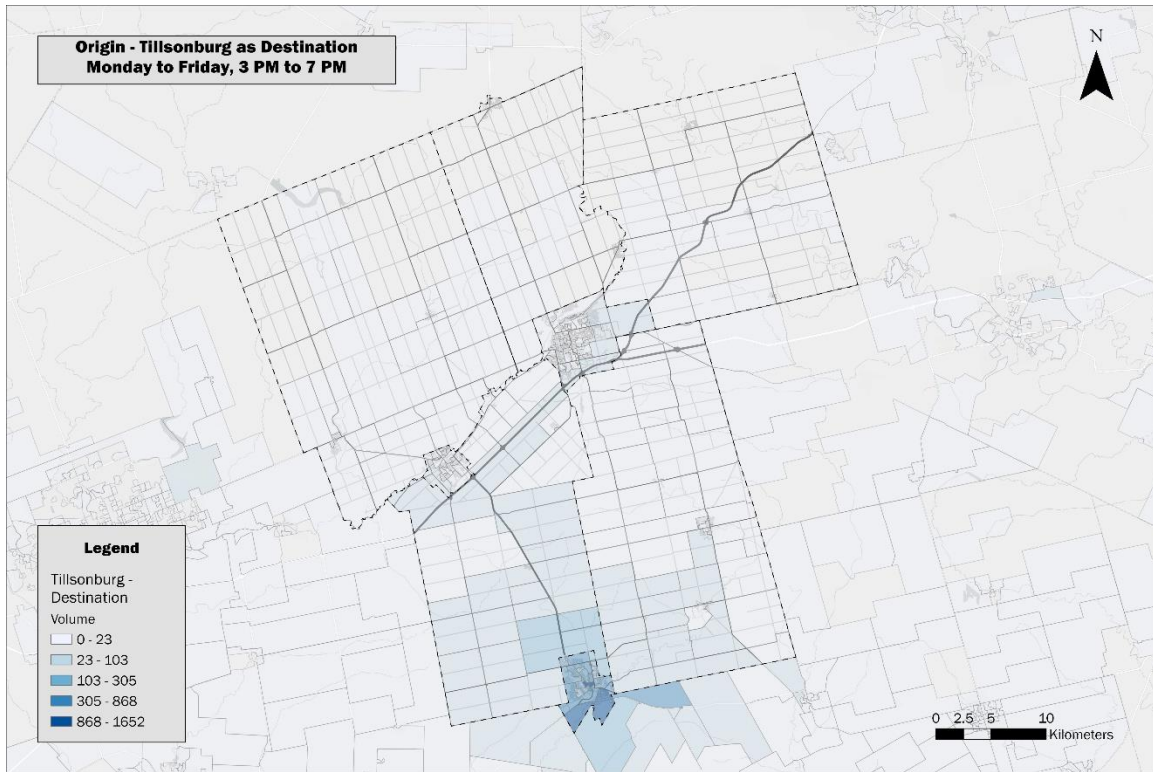 Origin - Tillsonburg as Destination
Monday to Friday, 3 PM to 7 PM
N
Legend
Tillsonburg -
Destination
Volume
0 - 23
23 - 103
103 - 305
305 - 868
868 - 1652
0 2.5 5 10
Kilometers